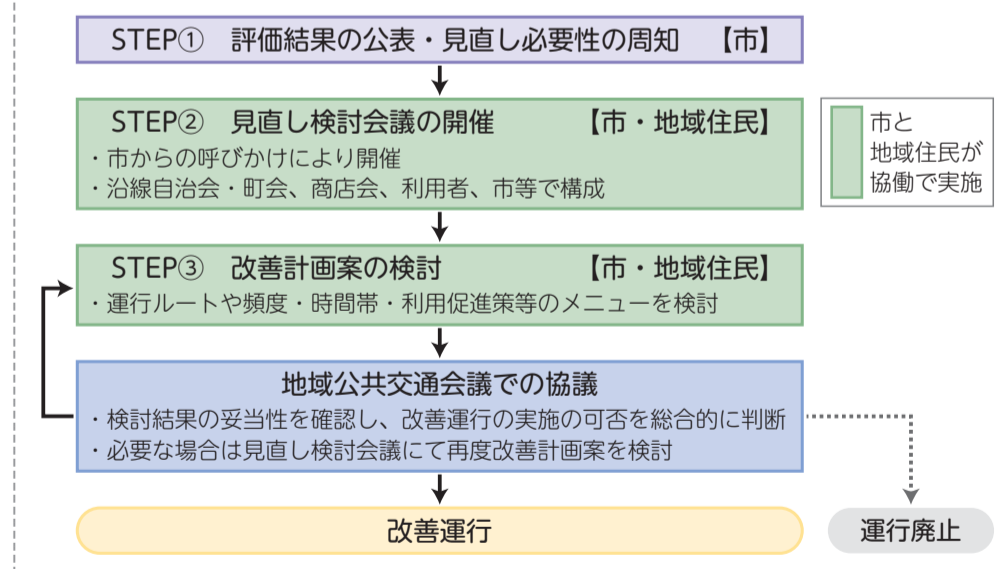 STEP① 評価結果の公表・見直し必要性の周知 【市】
STEP② 見直し検討会議の開催 【市・地域住民】
・市からの呼びかけにより開催
・沿線自治会・町会、商店会、利用者、市等で構成
市と
地域住民が
協働で実施
STEP③ 改善計画案の検討 【市・地域住民】
・運行ルートや頻度・時間帯・利用促進策等のメニューを検討
地域公共交通会議での協議
・検討結果の妥当性を確認し、改善運行の実施の可否を総合的に判断
・必要な場合は見直し検討会議にて再度改善計画案を検討
改善運行
運行廃止